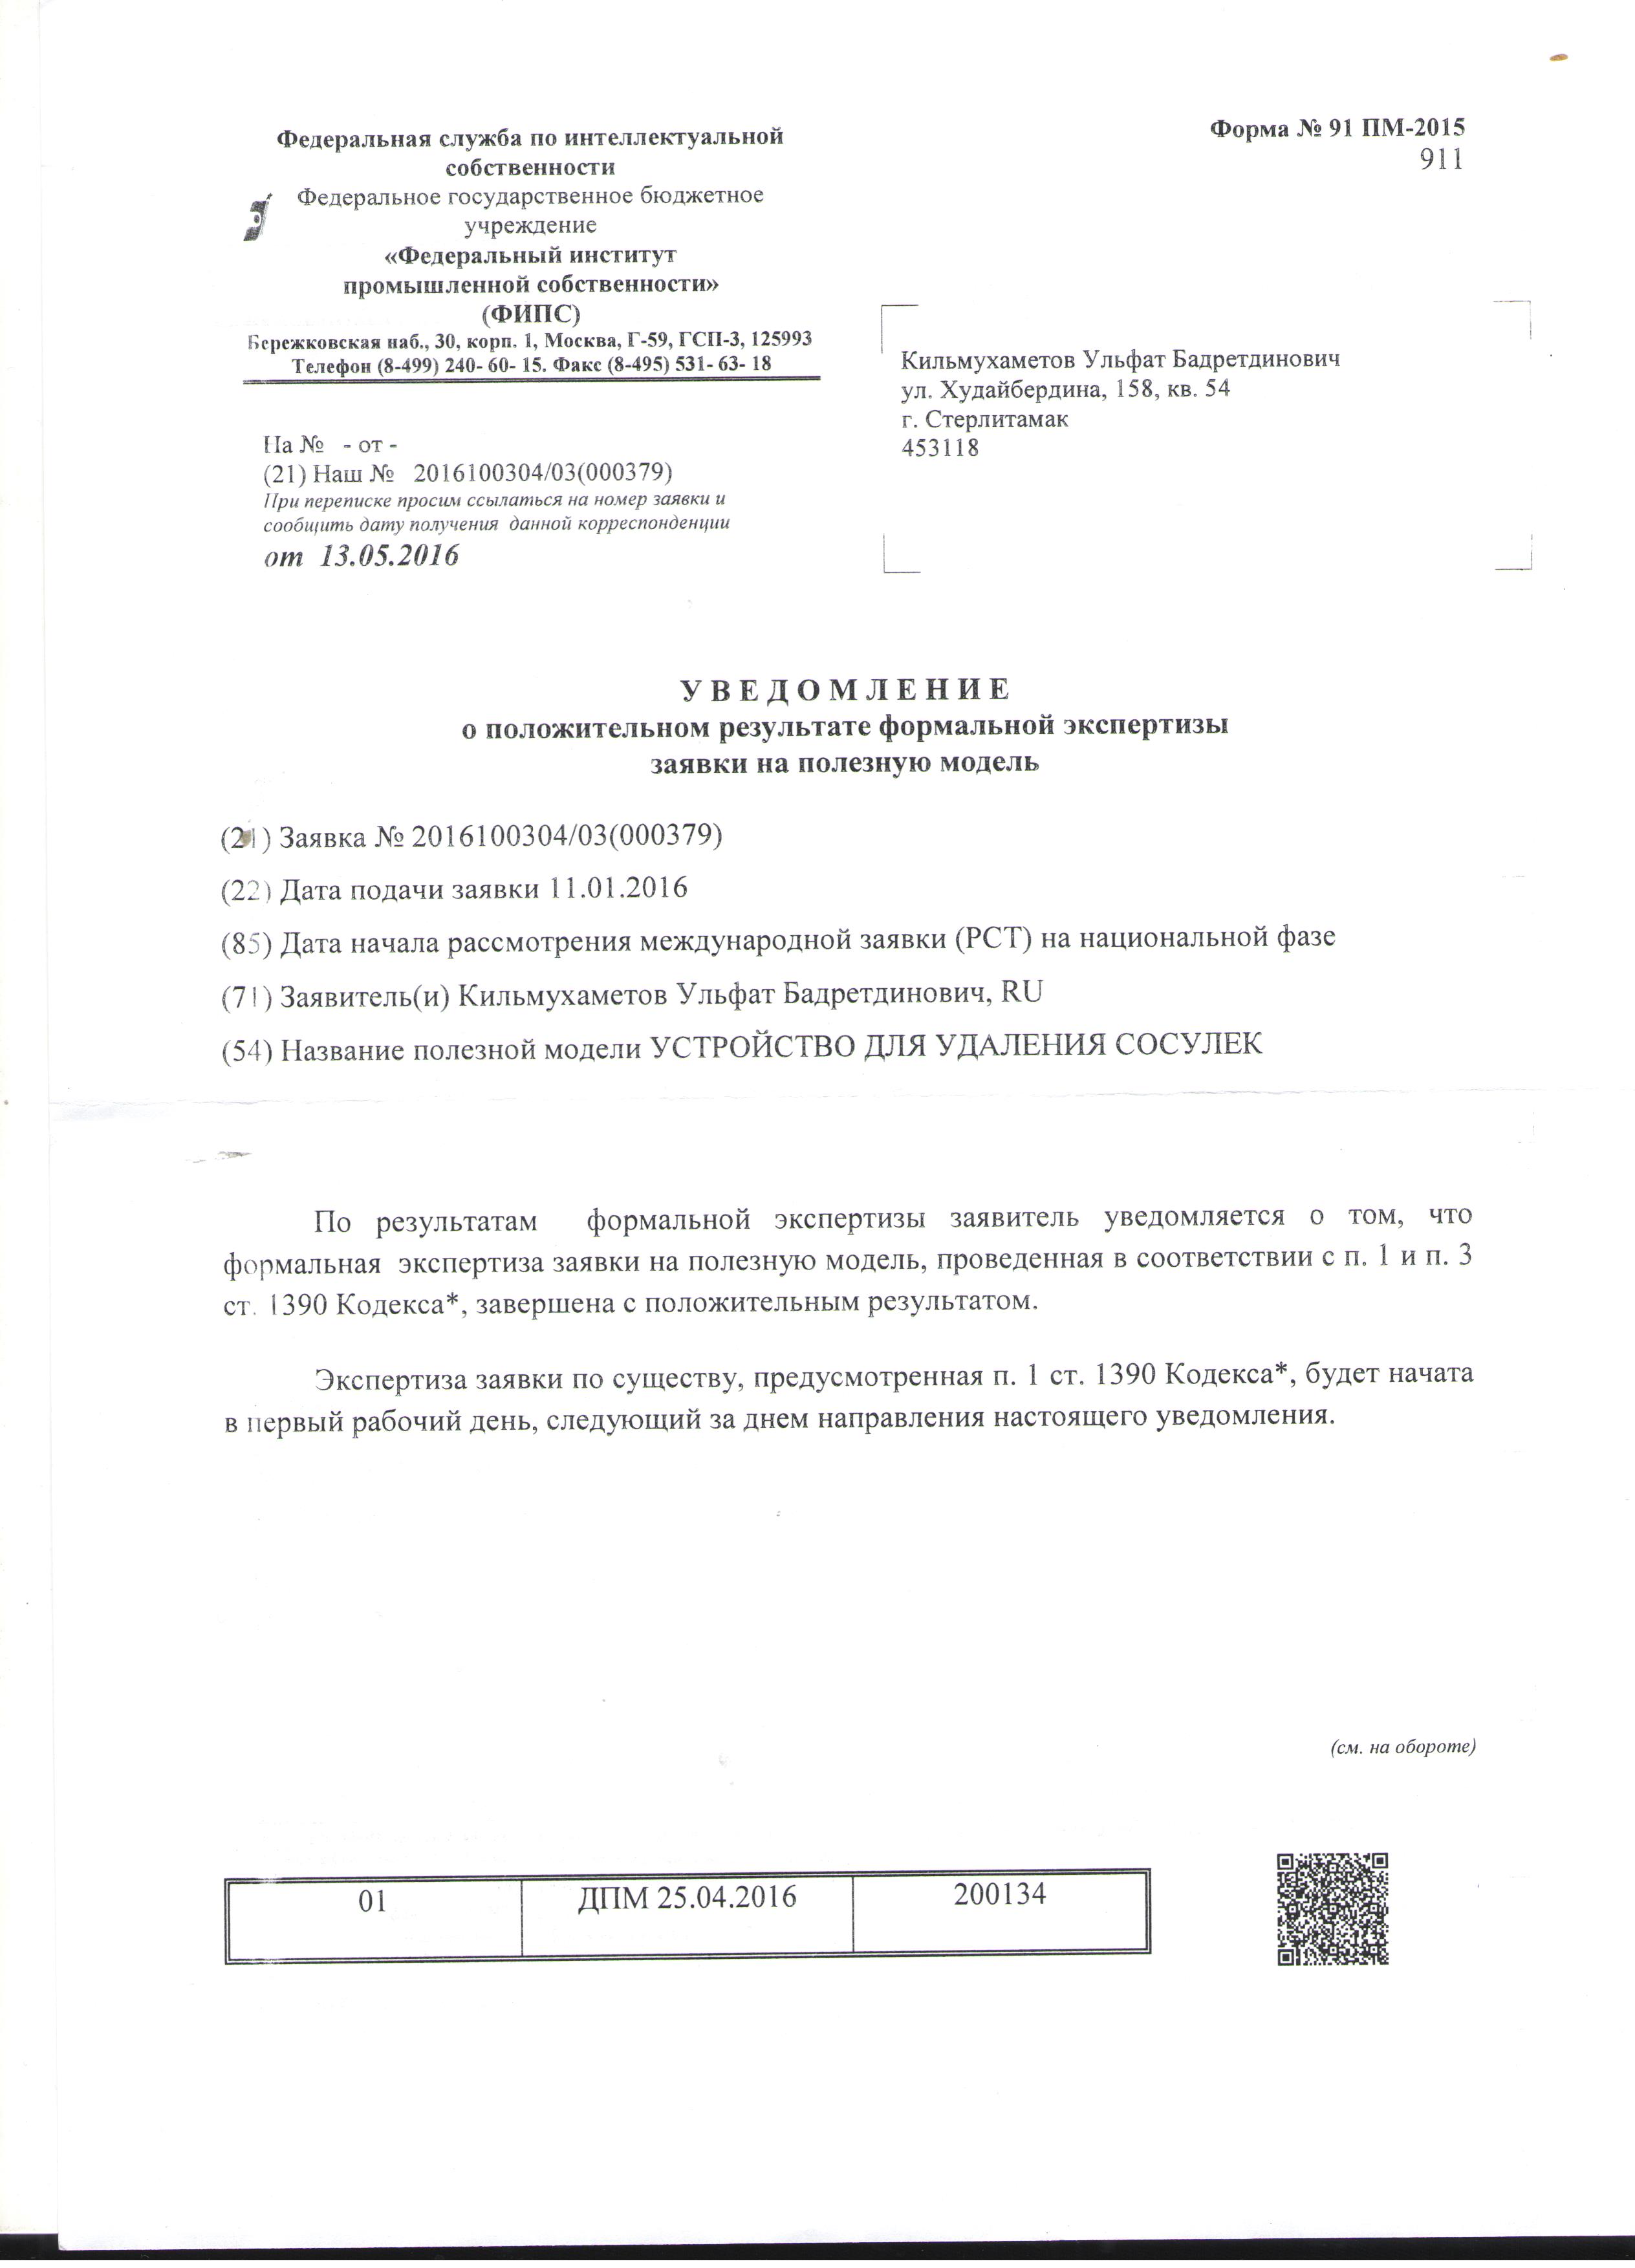 Федеральная служба по интеллектуальной
собственности
Федеральное государственное бюджетное
учреждение
«Федеральный институт
промышленной собственности»
(ФИПС)
Бережковская наб., 30, корп. 1, Москва, Г-59, ГСП-3, 125993
Телефон (8-499) 240- 60- 15. Факс (8-495) 531- 63- 18
Форма № 91 ПМ-2015
911
На № - от -
(21) Наш № 2016100304/03(000379)
При переписке просим ссылаться на номер заявки и
сообщить дату получения данной корреспонденции
от 13.05.2016
Кильмухаметов Ульфат Бадретдинович
ул. Худайбердина, 158, кв. 54
г. Стерлитамак
453118
У В Е Д О М Л Е Н И Е
о положительном результате формальной экспертизы
заявки на полезную модель
(21) Заявка № 2016100304/03(000379)
(22) Дата подачи заявки 11.01.2016
(85) Дата начала рассмотрения международной заявки (РСТ) на национальной фазе
(71) Заявитель(и) Кильмухаметов Ульфат Бадретдинович, RU
(54) Название полезной модели УСТРОЙСТВО ДЛЯ УДАЛЕНИЯ СОСУЛЕК
По результатам формальной экспертизы заявитель уведомляется о том, что
формальная экспертиза заявки на полезную модель, проведенная в соответствии с п. 1 и п. 3
ст. 1390 Кодекса*, завершена с положительным результатом.
Экспертиза заявки по существу, предусмотренная п. 1 ст. 1390 Кодекса*, будет начата
в первый рабочий день, следующий за днем направления настоящего уведомления.
(см. на обороте)
01 ДПМ 25.04.2016 200134